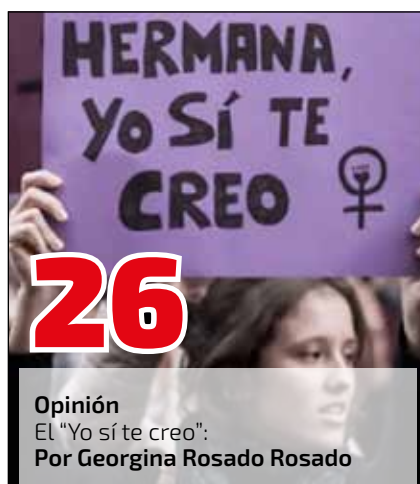 HERMANA,
Yo Sí TE
CREO
26
Opinión
El “Yo sí te creo”:
Por Georgina Rosado Rosado